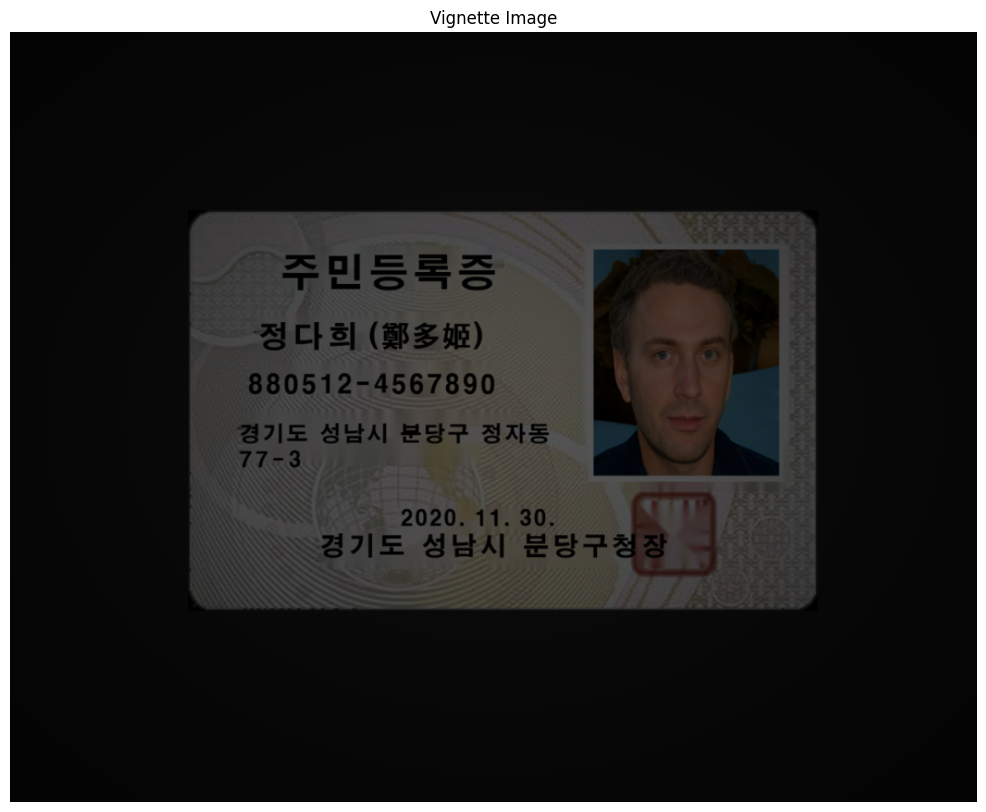 Vignette Image
주민등록증
정다희 (鄭多姬)
880512-4567890
경기도 성남시 분당구 정자동
77-3
2020. 11. 30.
경기도 성남시 분당구청장